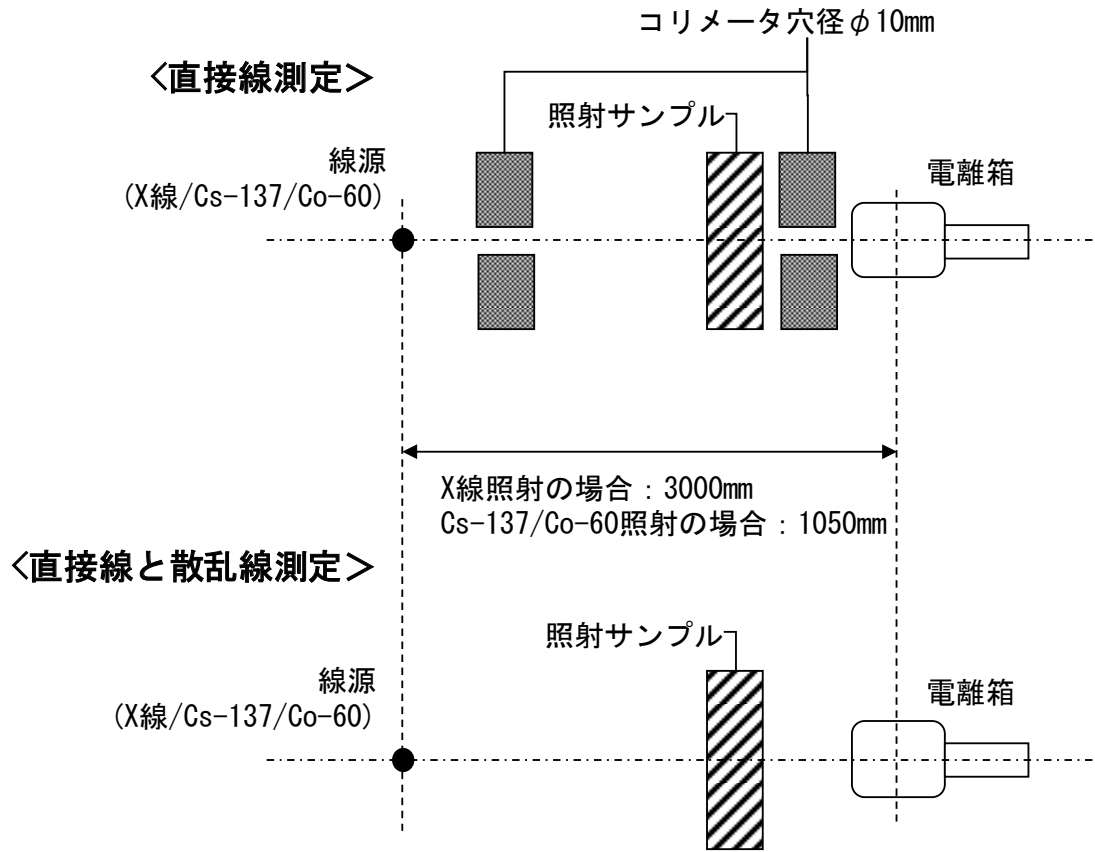 コリメータ穴径φ10mm
<直接線測定>
照射サンプル
線源
(X線/Cs-137/Co-60)
電離箱
X線照射の場合：3000mm
Cs-137/Co-60照射の場合：1050mm
<直接線と散乱線測定>
照射サンプル
線源
(X線/Cs-137/Co-60)
電離箱